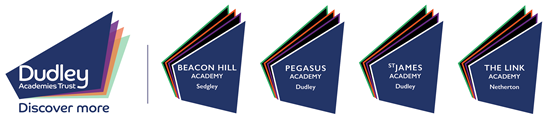 Dudley
Academies Trust
Discover more
BEACON HILL
ACADEMY
Sedgley
PEGASUS
ACADEMY
Dudley
ST JAMES
ACADEMY
Dudley
THE LINK
ACADEMY
Netherton